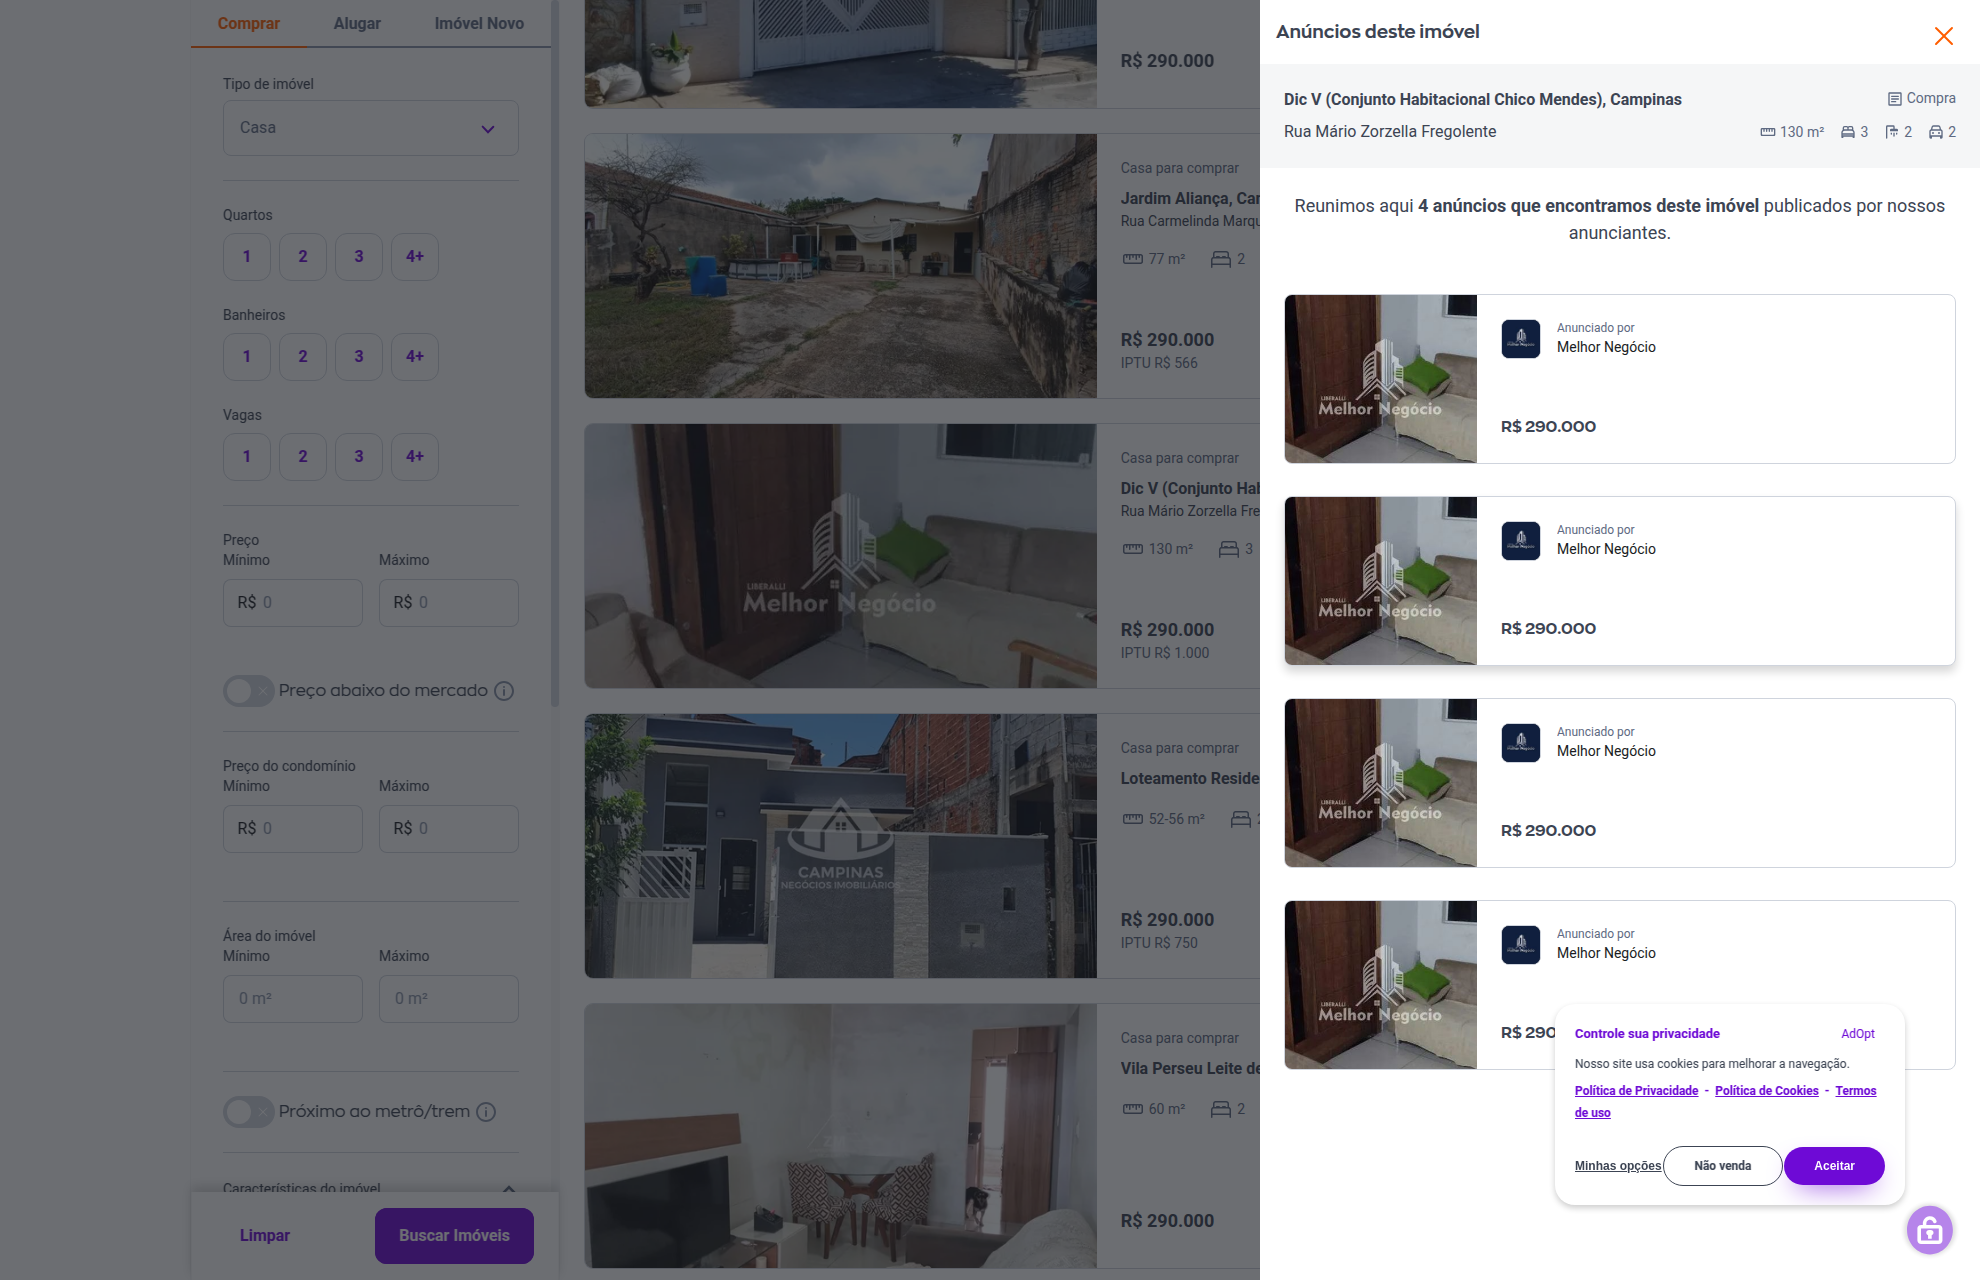 Comprar
Alugar
Imóvel Novo
Tipo de imóvel
Casa
Quartos
1
2
3
4+
Banheiros
1
2
3
4+
Vagas
1
2
3
4+
Preço
Mínimo
Máximo
R$ 0
R$ 0
Preço abaixo do mercado
Preço do condomínio
Mínimo
Máximo
R$ 0
R$ 0
Área do imóvel
Mínimo
Máximo
0 m²
0 m²
Próximo ao metrô/trem
Características do imóvel
Limpar
Buscar Imóveis
R$ 290.000
Casa para comprar
Jardim Aliança, Car
Rua Carmelinda Marqu
77 m²
2
R$ 290.000
IPTU R$ 566
LIBERALLI
Melhor Negócio
Casa para comprar
Dic V (Conjunto Hab
Rua Mário Zorzella Fre
130 m²
3
R$ 290.000
IPTU R$ 1.000
CAMPINAS
NEGÓCIOS IMOBILIÁRIOS
Casa para comprar
Loteamento Reside
52-56 m²
2
R$ 290.000
IPTU R$ 750
Casa para comprar
Vila Perseu Leite de
60 m²
2
R$ 290.000
Anúncios deste imóvel
Dic V (Conjunto Habitacional Chico Mendes), Campinas
Compra
Rua Mário Zorzella Fregolente
130 m²
3
2
2
Reunimos aqui 4 anúncios que encontramos deste imóvel publicados por nossos
anunciantes.
LIBERALLI
Melhor Negócio
Anunciado por
Melhor Negócio
R$ 290.000
LIBERALLI
Melhor Negócio
Anunciado por
Melhor Negócio
R$ 290.000
LIBERALLI
Melhor Negócio
Anunciado por
Melhor Negócio
R$ 290.000
LIBERALLI
Melhor Negócio
Anunciado por
Melhor Negócio
R$ 290
Controle sua privacidade
AdOpt
Nosso site usa cookies para melhorar a navegação.
Política de Privacidade - Política de Cookies - Termos
de uso
Minhas opções
Não venda
Aceitar